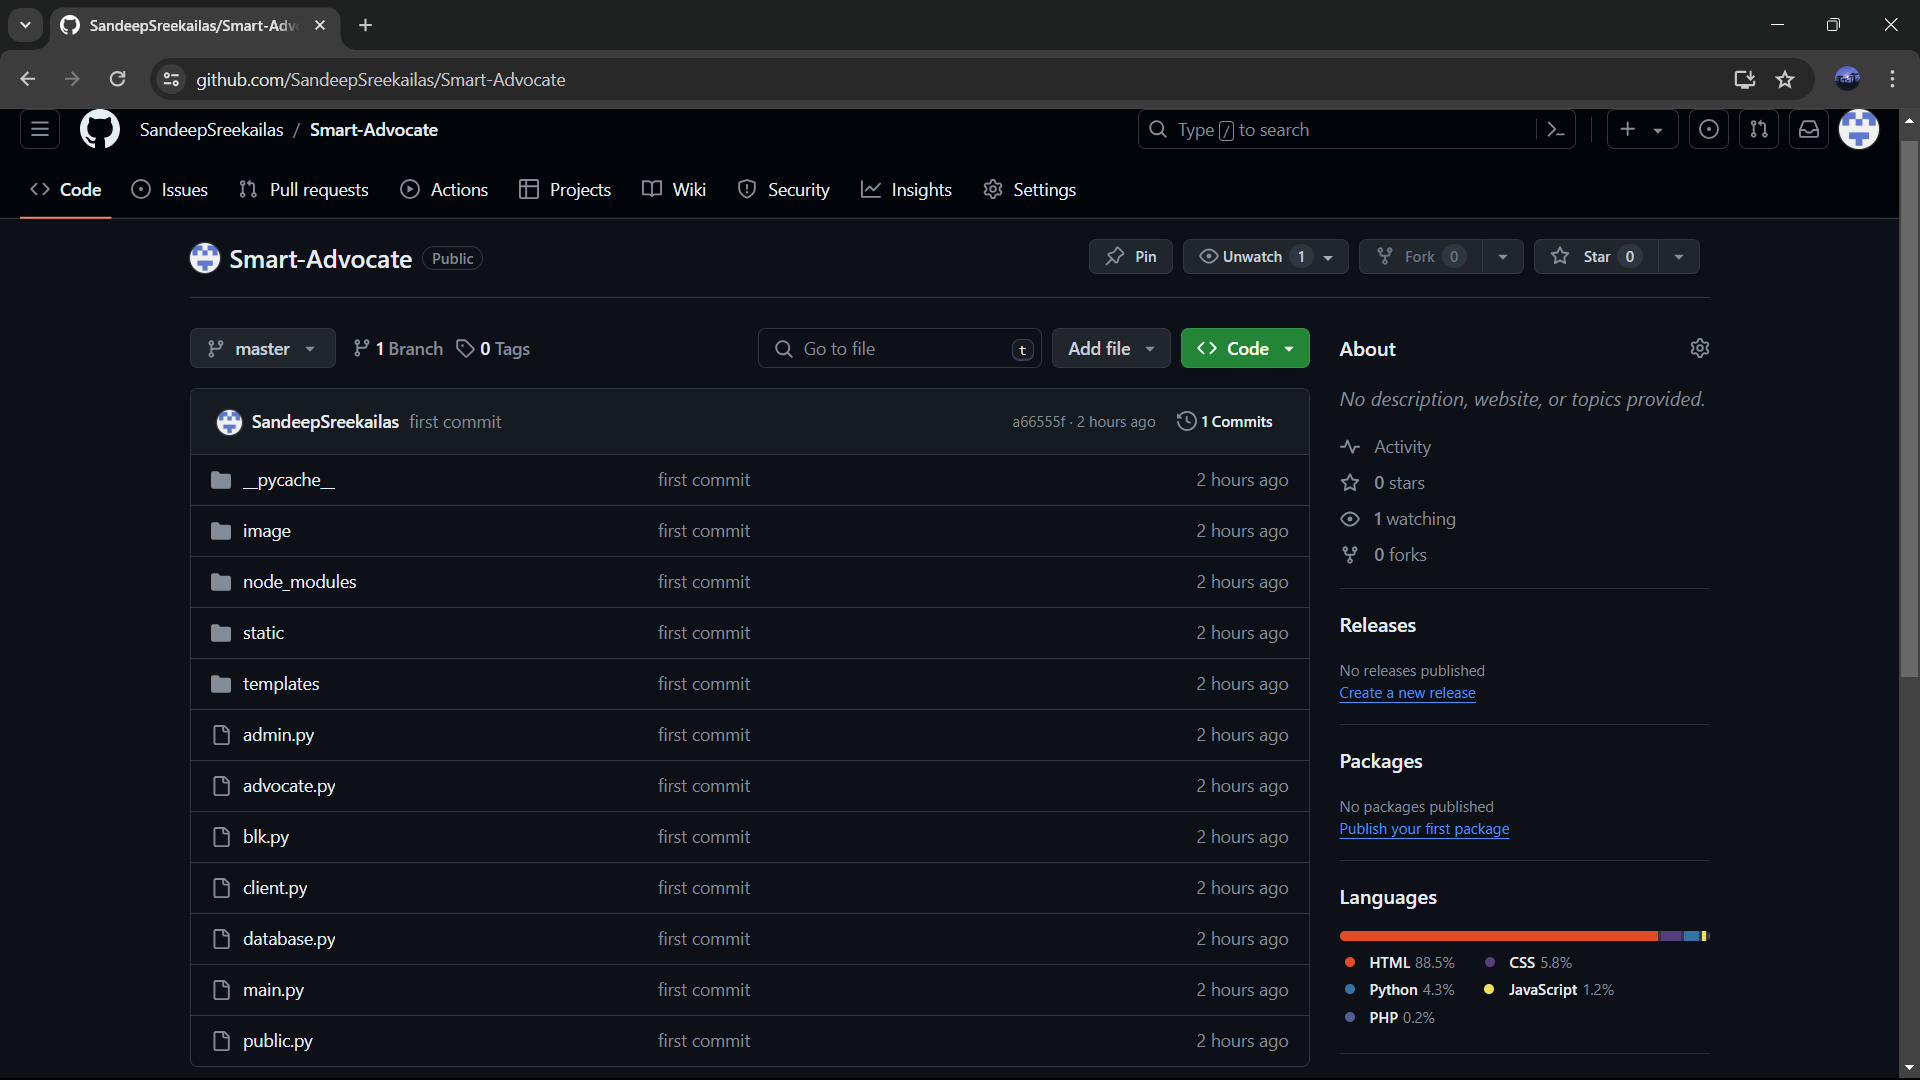 SandeepSreekailas/Smart-Adv
github.com/SandeepSreekailas/Smart-Advocate
SandeepSreekailas / Smart-Advocate
Type / to search
Code Issues Pull requests Actions Projects Wiki Security Insights Settings
Smart-Advocate Public
Pin Unwatch 1 Fork 0 Star 0
master 1 Branch 0 Tags Go to file t Add file Code
SandeepSreekailas first commit a66555f · 2 hours ago 1 Commits
__pycache__ first commit 2 hours ago
image first commit 2 hours ago
node_modules first commit 2 hours ago
static first commit 2 hours ago
templates first commit 2 hours ago
admin.py first commit 2 hours ago
advocate.py first commit 2 hours ago
blk.py first commit 2 hours ago
client.py first commit 2 hours ago
database.py first commit 2 hours ago
main.py first commit 2 hours ago
public.py first commit 2 hours ago
About
No description, website, or topics provided.
Activity
0 stars
1 watching
0 forks
Releases
No releases published
Create a new release
Packages
No packages published
Publish your first package
Languages
HTML 88.5% CSS 5.8%
Python 4.3% JavaScript 1.2%
PHP 0.2%